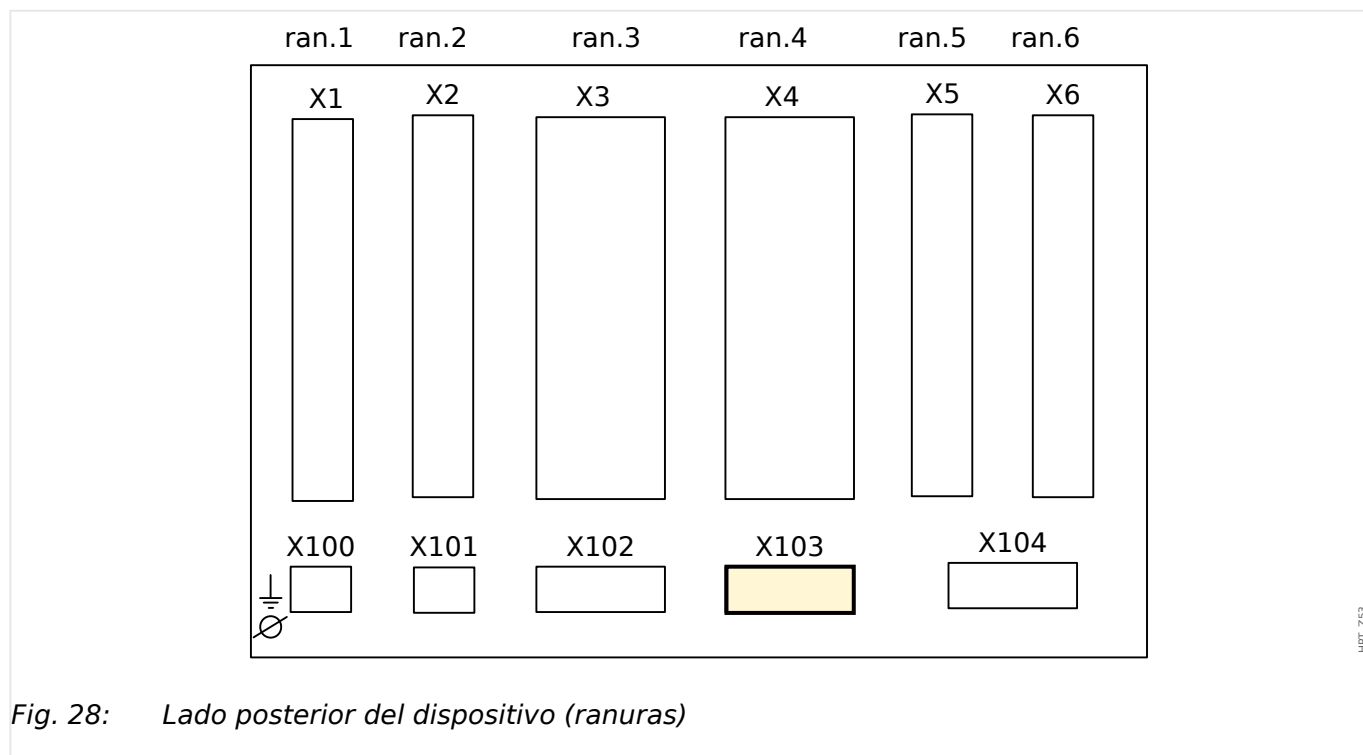 ran.1 ran.2 ran.3 ran.4 ran.5 ran.6
X1 X2 X3 X4 X5 X6
X100 X101 X102 X103 X104
Fig. 28: Lado posterior del dispositivo (ranuras)